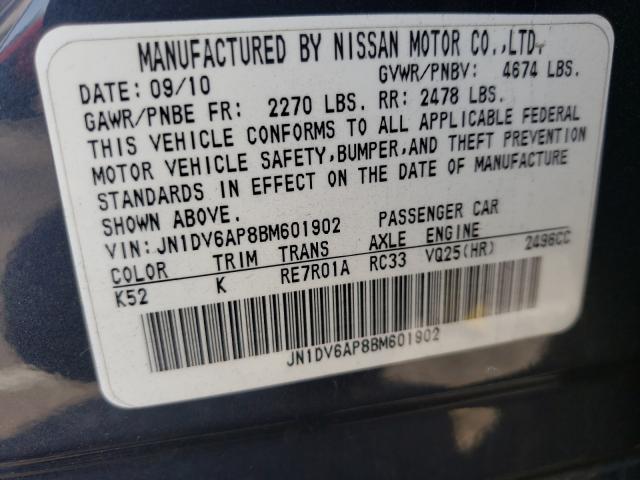 MANUFACTURED BY NISSAN MOTOR CO.,LTD.
DATE: 09/10 GVWR/PNBV: 4674 LBS.
GAWR/PNBE FR: 2270 LBS. RR: 2478 LBS.
THIS VEHICLE CONFORMS TO ALL APPLICABLE FEDERAL
MOTOR VEHICLE SAFETY,BUMPER,AND THEFT PREVENTION
STANDARDS IN EFFECT ON THE DATE OF MANUFACTURE
SHOWN ABOVE.
VIN: JN1DV6AP8BM601902 PASSENGER CAR
COLOR TRIM TRANS AXLE ENGINE
K52 K RE7R01A RC33 VQ25(HR) 2496CC
JN1DV6AP8BM601902